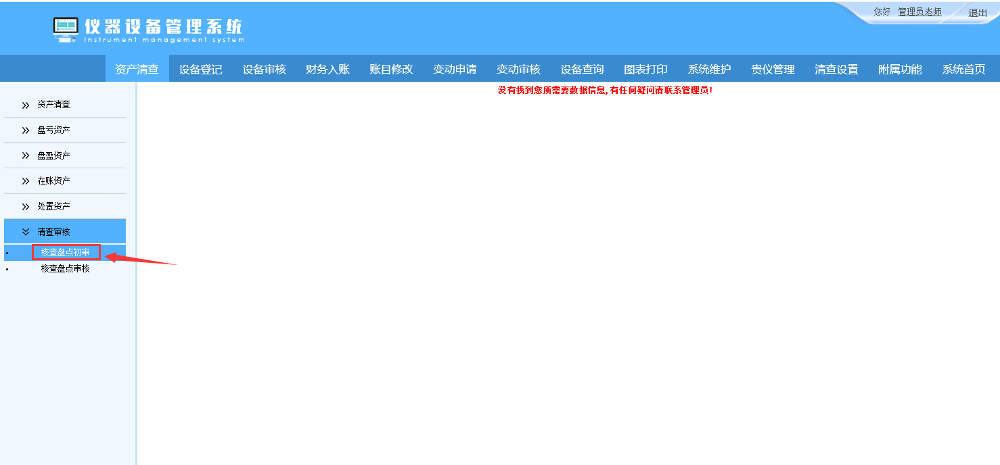 您好 管理员老师 退出
仪器设备管理系统
Instrument management system
资产清查 设备登记 设备审核 财务入账 账目修改 变动申请 变动审核 设备查询 图表打印 系统维护 贵仪管理 清查设置 附属功能 系统首页
没有找到您所需要数据信息,有任何疑问请联系管理员!
资产清查
盘亏资产
盘盈资产
在账资产
处置资产
清查审核
核查盘点初审
核查盘点审核